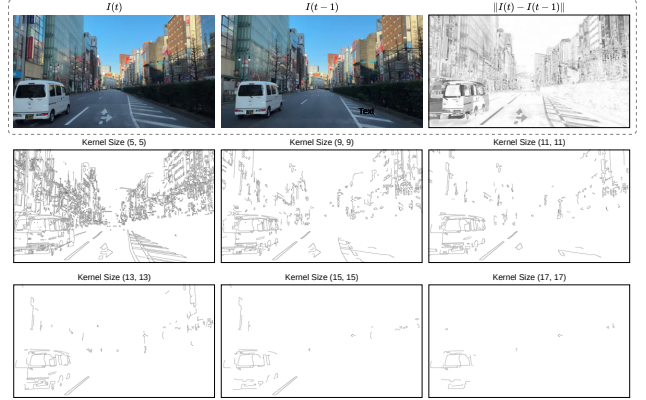 I(t)
I(t − 1)
‖I(t) − I(t − 1)‖
Text
Kernel Size (5, 5)
Kernel Size (9, 9)
Kernel Size (11, 11)
Kernel Size (13, 13)
Kernel Size (15, 15)
Kernel Size (17, 17)